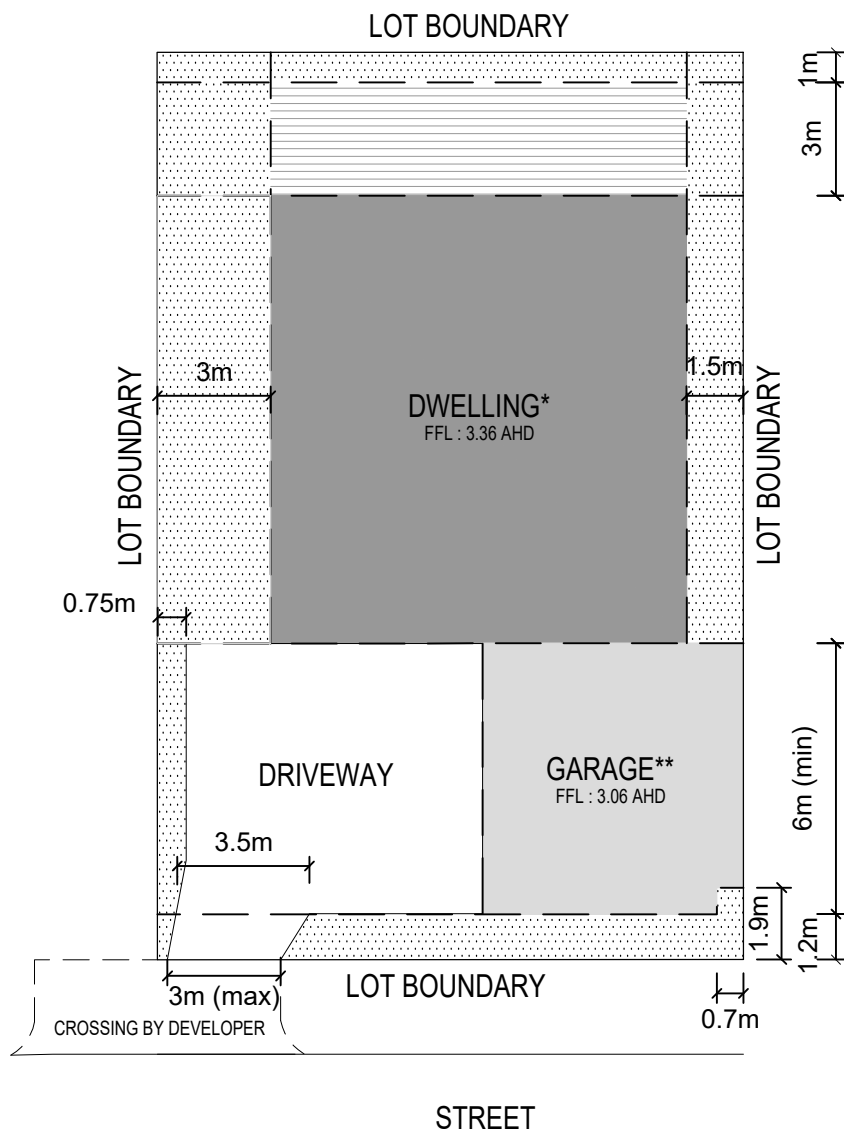 LOT BOUNDARY
1m
3m
3m
1.5m
DWELLING*
FFL : 3.36 AHD
LOT BOUNDARY
LOT BOUNDARY
0.75m
DRIVEWAY
GARAGE**
FFL : 3.06 AHD
6m (min)
3.5m
1.9m
1.2m
3m (max)
LOT BOUNDARY
0.7m
CROSSING BY DEVELOPER
STREET